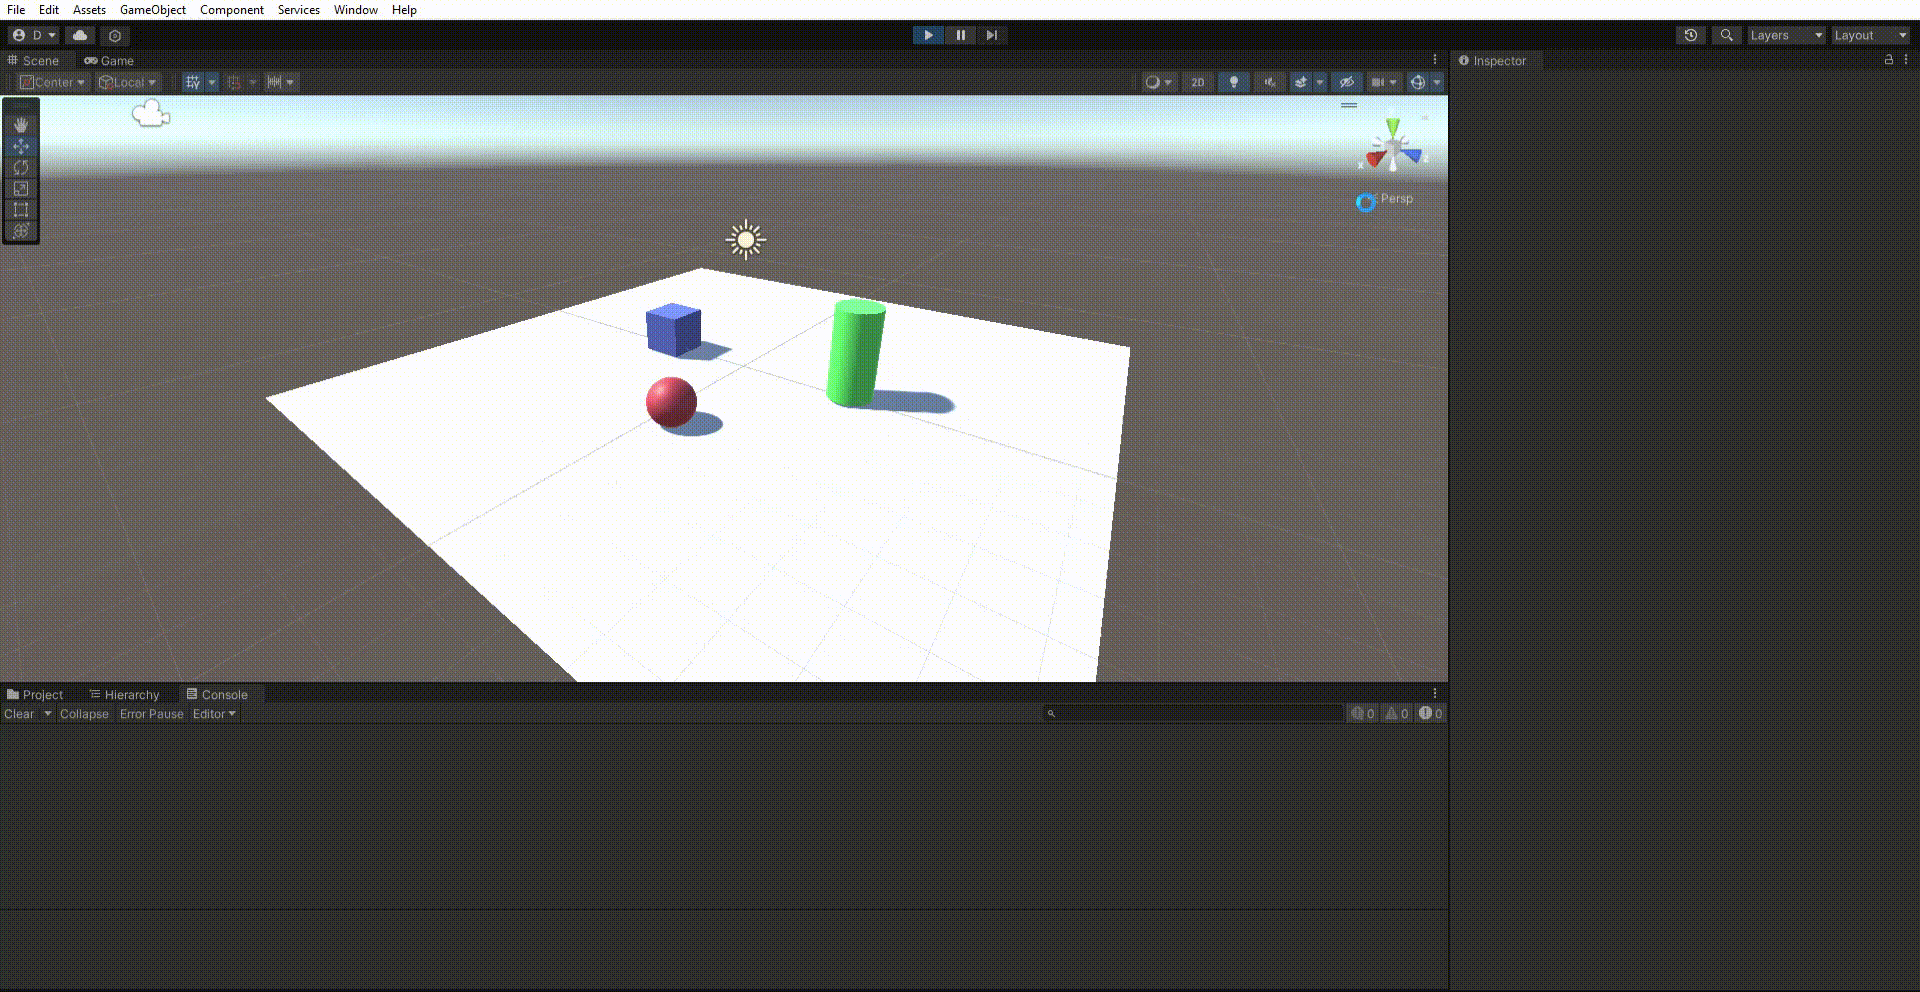 File Edit Assets GameObject Component Services Window Help
D Layers Layout
Scene Game Inspector
Center Local 2D
Persp
Project Hierarchy Console
Clear Collapse Error Pause Editor 0 0 0